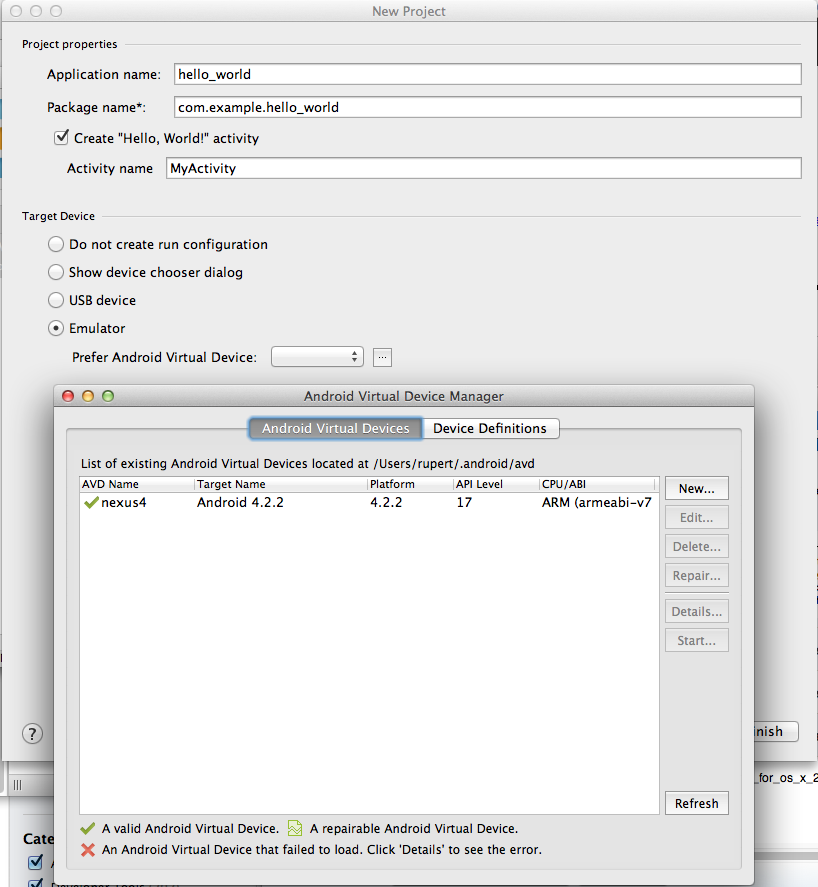 New Project
Project properties
Application name: hello_world
Package name*: com.example.hello_world
Create "Hello, World!" activity
Activity name MyActivity
Target Device
Do not create run configuration
Show device chooser dialog
USB device
Emulator
Prefer Android Virtual Device: ...
Android Virtual Device Manager
Android Virtual Devices Device Definitions
List of existing Android Virtual Devices located at /Users/rupert/.android/avd
AVD Name Target Name Platform API Level CPU/ABI
nexus4 Android 4.2.2 4.2.2 17 ARM (armeabi-v7
New...
Edit...
Delete...
Repair...
Details...
Start...
?
inish
_for_os_x_2
Refresh
A valid Android Virtual Device. A repairable Android Virtual Device.
An Android Virtual Device that failed to load. Click 'Details' to see the error.
Cate